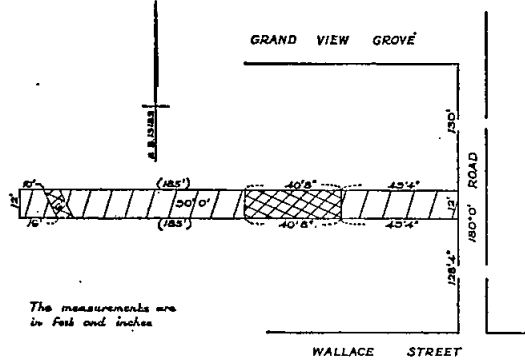 GRAND VIEW GROVE
130'
ROAD
180°0'
10'
(185')
40'8"
45'4"
12'
90°0'
12'
16'
(185')
40'8"
45'4"
128'4"
The measurements are
in feet and inches
WALLACE STREET